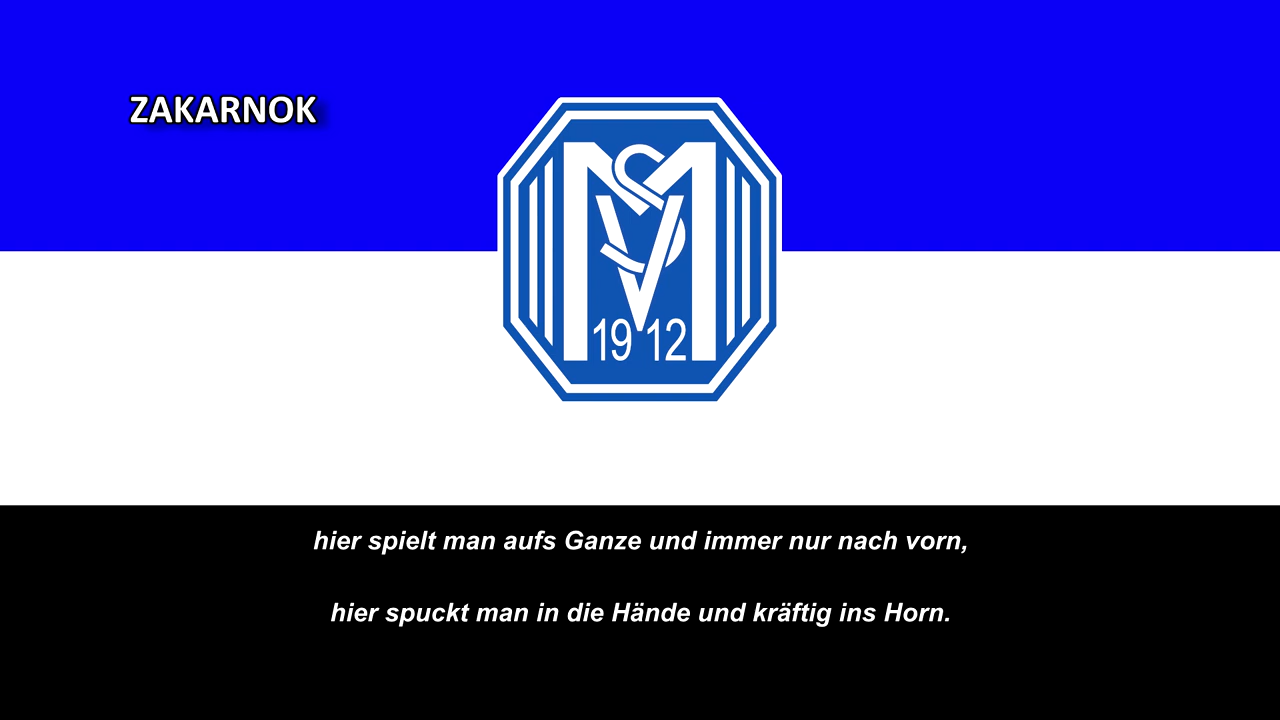 ZAKARNOK
SVM
1912
hier spielt man aufs Ganze und immer nur nach vorn,
hier spuckt man in die Hände und kräftig ins Horn.